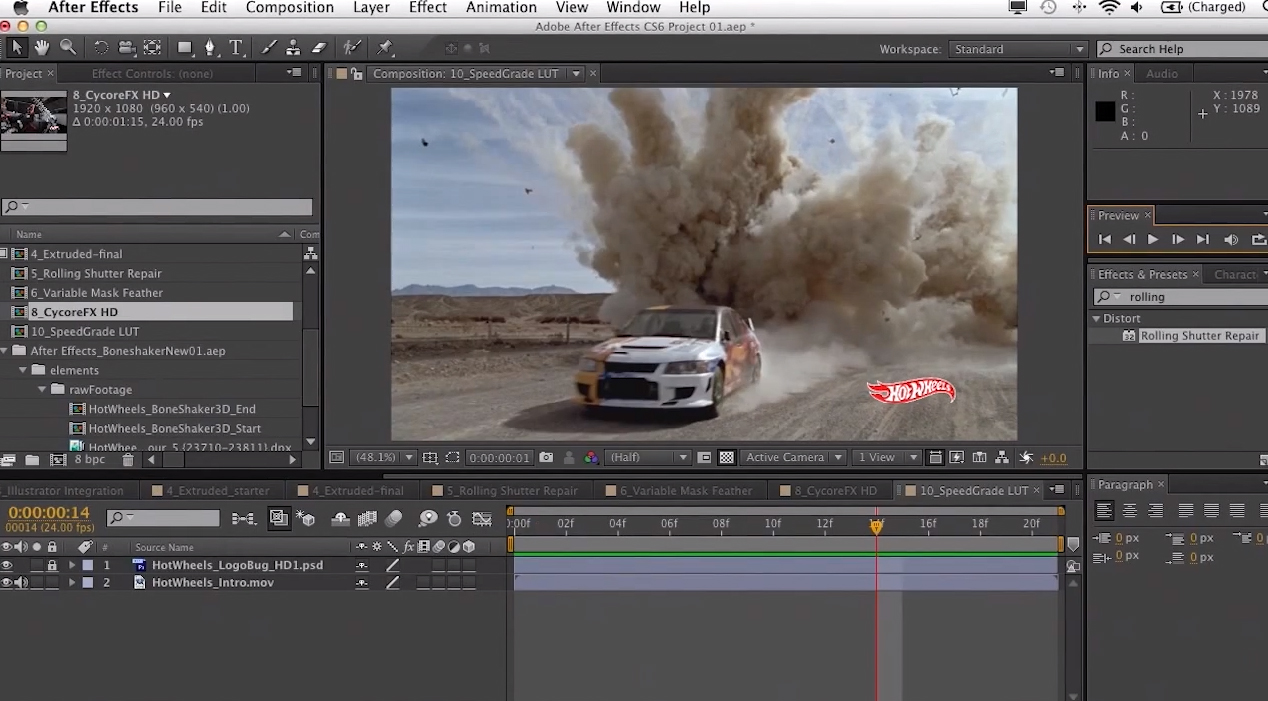 After Effects File Edit Composition Layer Effect Animation View Window Help (Charged)
Adobe After Effects CS6 Project 01.aep *
Workspace: Standard Search Help
Project × Effect Controls: (none) Composition: 10_SpeedGrade LUT × Info × Audio
8_CycoreFX HD
1920 x 1080 (960 x 540) (1.00)
Δ 0:00:01:15, 24.00 fps
R : X : 1978
G : Y : 1089
B :
A : 0
Preview ×
Name Com
4_Extruded-final
5_Rolling Shutter Repair
6_Variable Mask Feather
8_CycoreFX HD
10_SpeedGrade LUT
After Effects_BoneshakerNew01.aep
elements
rawFootage
HotWheels_BoneShaker3D_End
HotWheels_BoneShaker3D_Start
HotWhee... our_5{23710-23811}.dpx
8 bpc
HOT WHEELS
Effects & Presets × Charact
rolling
Distort
32 Rolling Shutter Repair
(48.1%) 0:00:00:01 (Half) Active Camera 1 View +0.0
_Illustrator Integration 4_Extruded_starter 4_Extruded-final 5_Rolling Shutter Repair 6_Variable Mask Feather 8_CycoreFX HD 10_SpeedGrade LUT ×
Paragraph ×
0:00:00:14
00014 (24.00 fps)
0:00f 02f 04f 06f 08f 10f 12f 16f 18f 20f
# Source Name fx
1 HotWheels_LogoBug_HD1.psd
2 HotWheels_Intro.mov
0 px 0 px 0
0 px 0 px